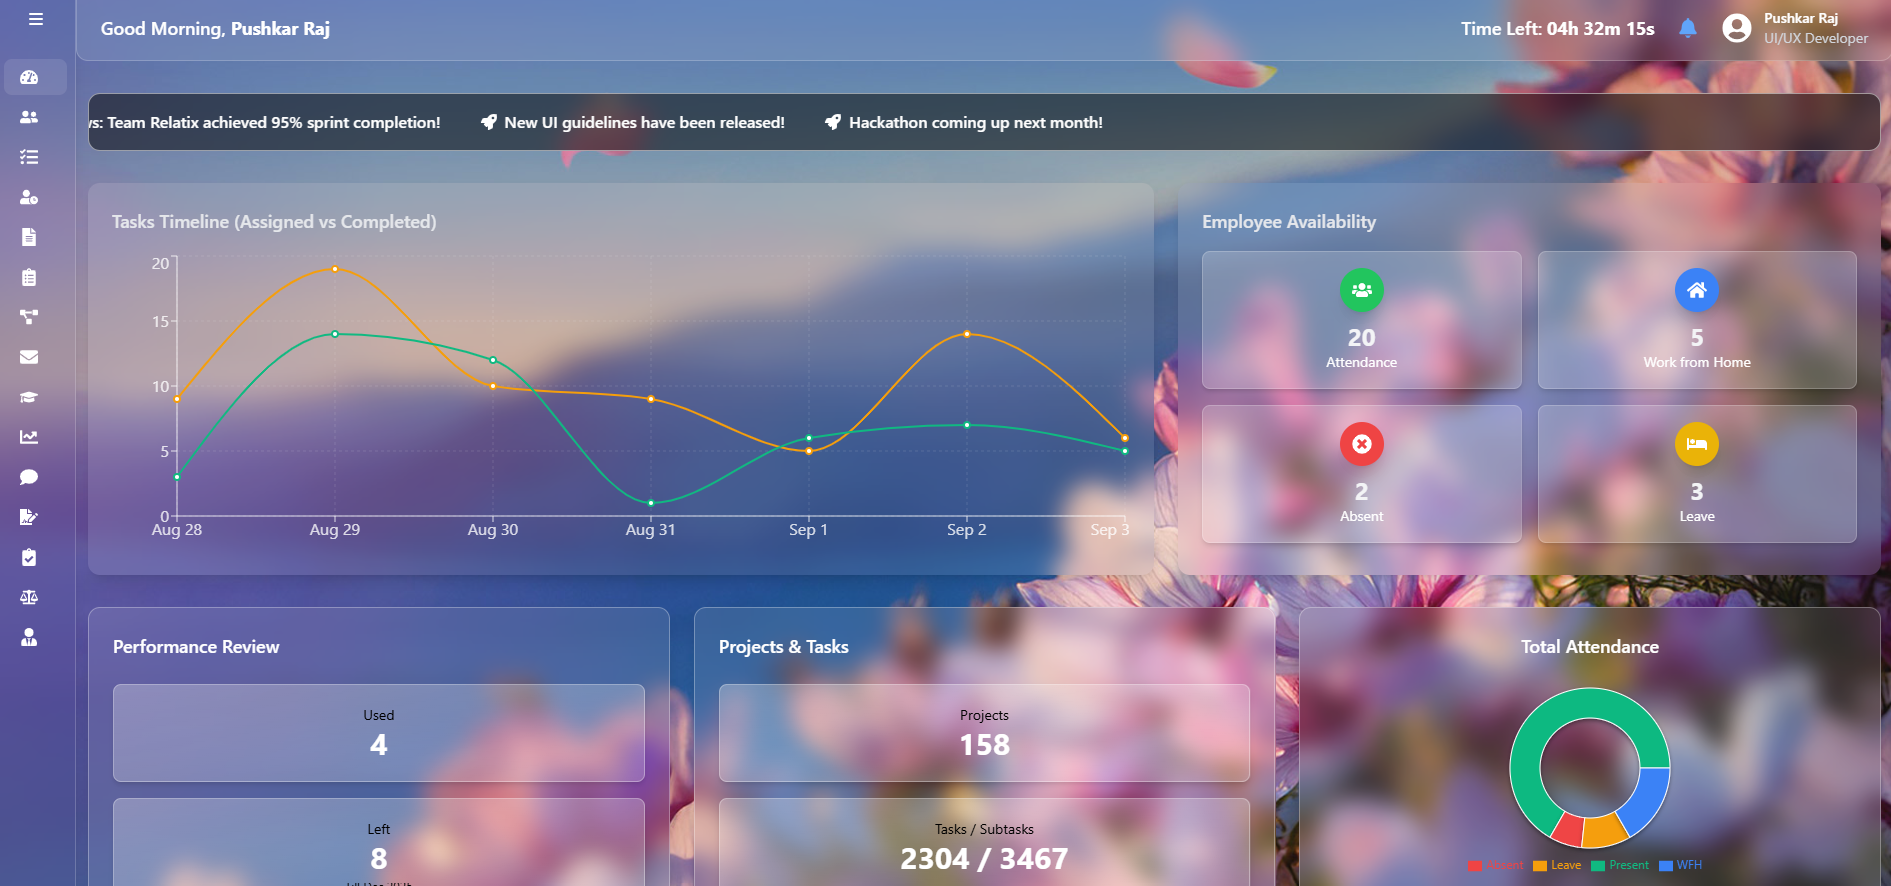 Good Morning, Pushkar Raj
Time Left: 04h 32m 15s
Pushkar Raj
UI/UX Developer
Team Relatix achieved 95% sprint completion!
New UI guidelines have been released!
Hackathon coming up next month!
Tasks Timeline (Assigned vs Completed)
20
15
10
5
0
Aug 28
Aug 29
Aug 30
Aug 31
Sep 1
Sep 2
Sep 3
Employee Availability
20
Attendance
5
Work from Home
2
Absent
3
Leave
Performance Review
Used
4
Left
8
Projects & Tasks
Projects
158
Tasks / Subtasks
2304 / 3467
Total Attendance
Absent
Leave
Present
WFH